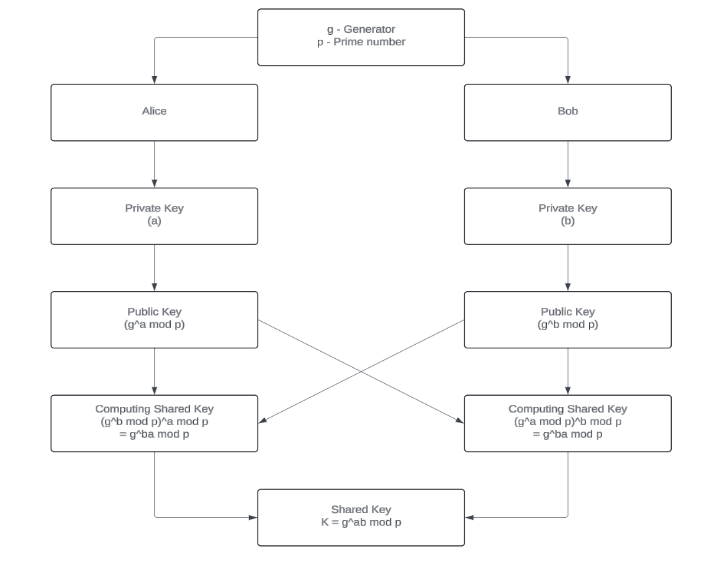 g - Generator
p - Prime number
Alice
Bob
Private Key
(a)
Private Key
(b)
Public Key
(g^a mod p)
Public Key
(g^b mod p)
Computing Shared Key
(g^b mod p)^a mod p
= g^ba mod p
Computing Shared Key
(g^a mod p)^b mod p
= g^ba mod p
Shared Key
K = g^ab mod p